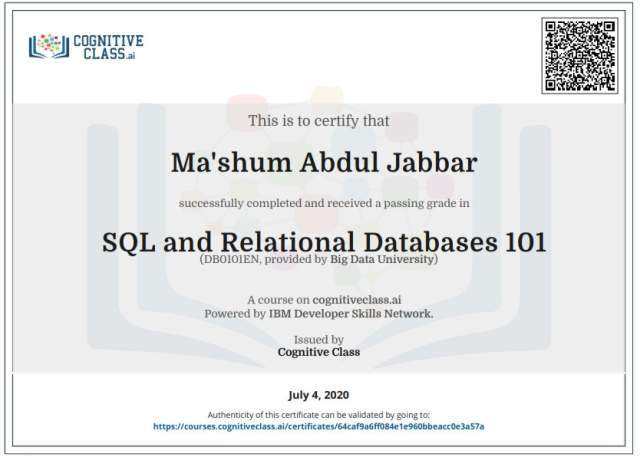 COGNITIVE
CLASS.ai
This is to certify that
Ma'shum Abdul Jabbar
successfully completed and received a passing grade in
SQL and Relational Databases 101
(DB0101EN, provided by Big Data University)
A course on cognitiveclass.ai
Powered by IBM Developer Skills Network.
Issued by
Cognitive Class
July 4, 2020
Authenticity of this certificate can be validated by going to:
https://courses.cognitiveclass.ai/certificates/64caf9a6ff084e1e960bbeacc0e3a57a